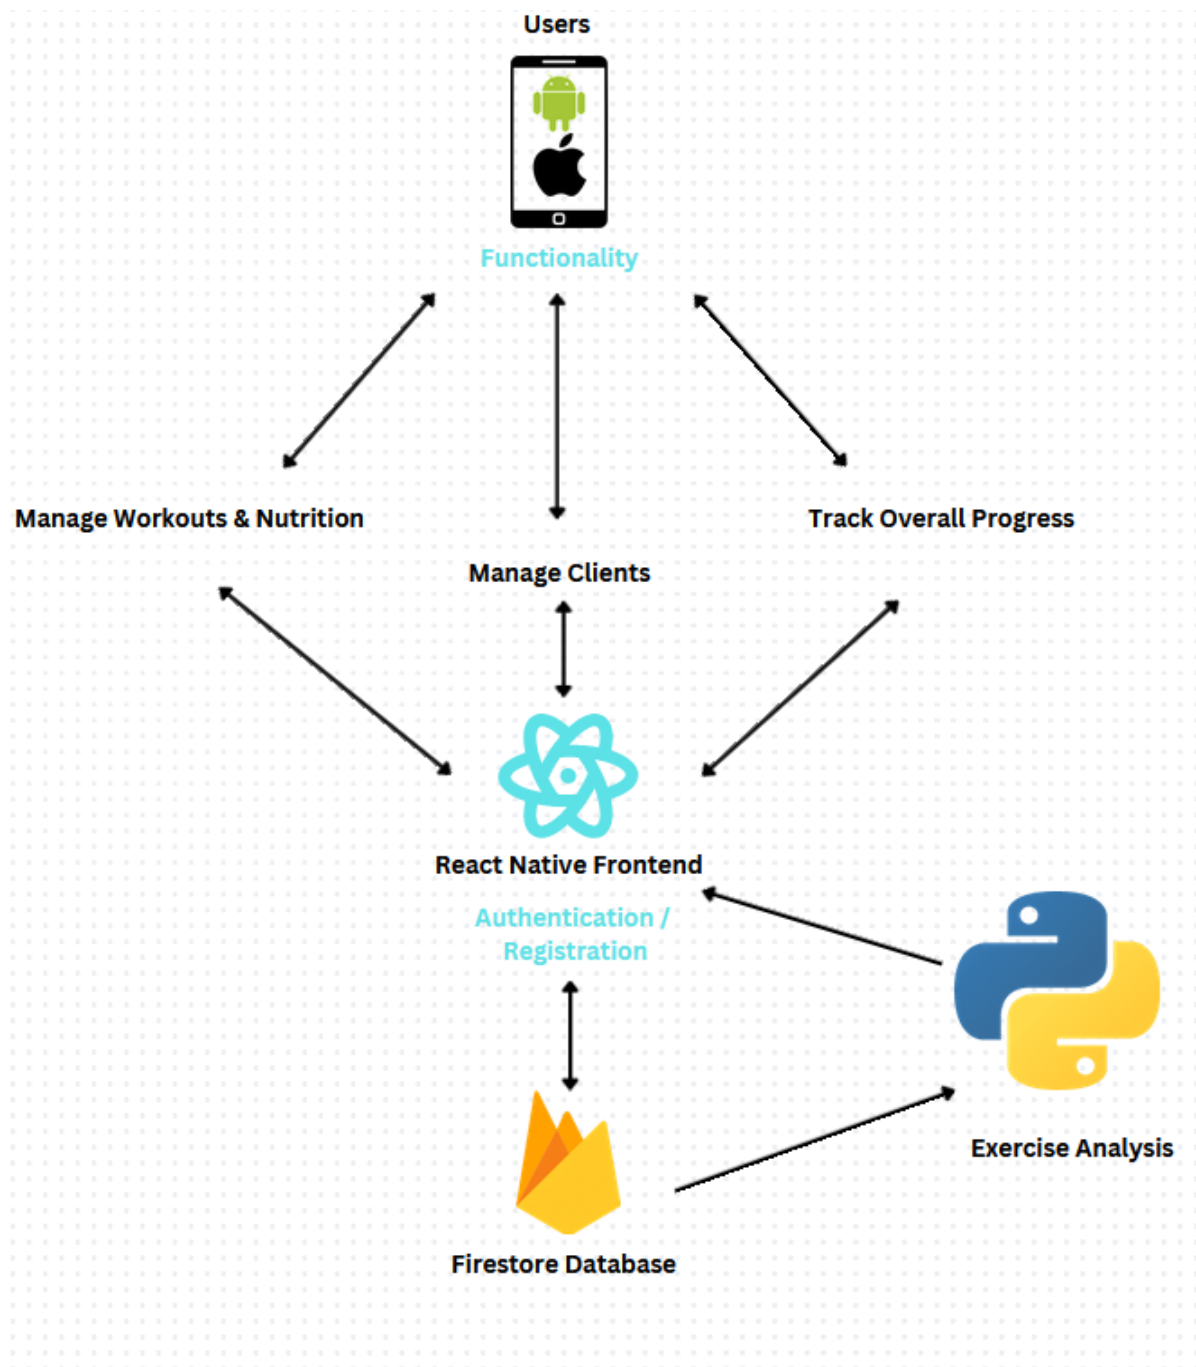 Users
Functionality
Manage Workouts & Nutrition
Track Overall Progress
Manage Clients
React Native Frontend
Authentication /
Registration
Exercise Analysis
Firestore Database